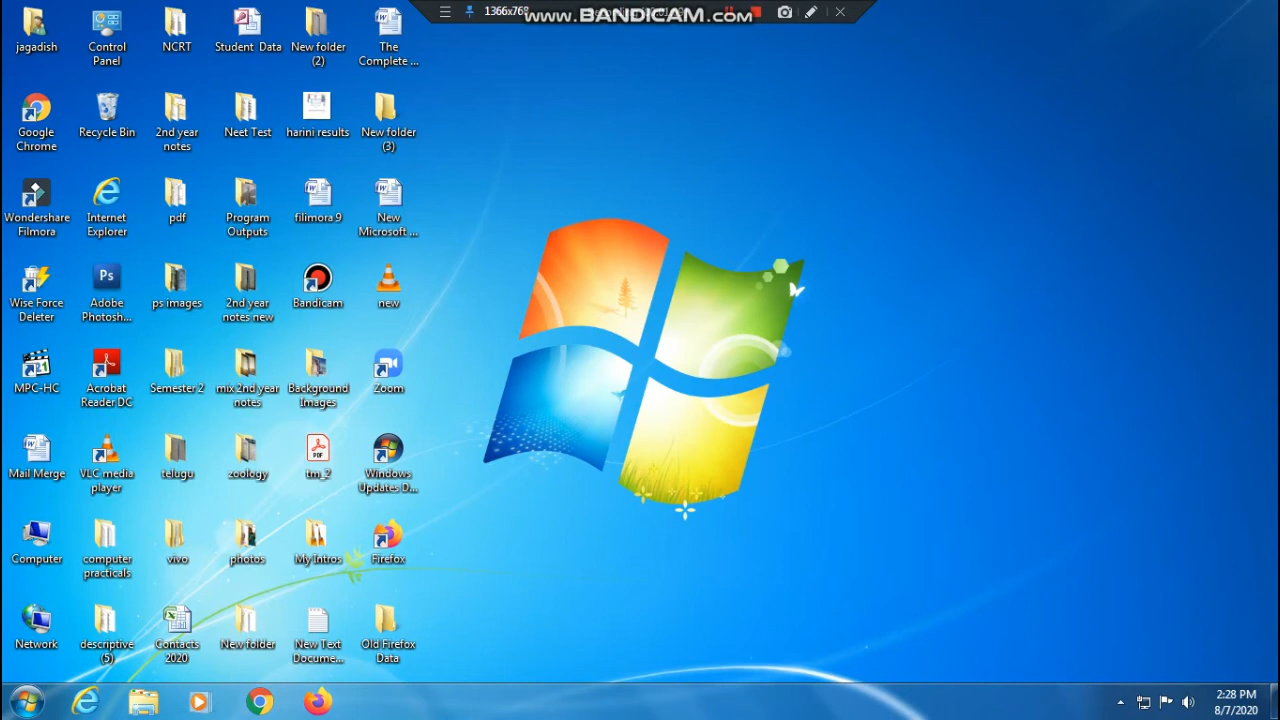 1366x768
www.BANDICAM.com
jagadish
Control
Panel
NCRT
Student Data
New folder
(2)
The
Complete ...
Google
Chrome
Recycle Bin
2nd year
notes
Neet Test
harini results
New folder
(3)
Wondershare
Filmora
Internet
Explorer
pdf
Program
Outputs
filimora 9
New
Microsoft ...
Wise Force
Deleter
Ps
Adobe
Photosh...
ps images
2nd year
notes new
Bandicam
new
MPC-HC
Acrobat
Reader DC
Semester 2
mix 2nd year
notes
Background
Images
Zoom
Mail Merge
VLC media
player
telugu
zoology
PDF
tm_2
Windows
Updates D...
Computer
computer
practicals
vivo
photos
My Intros
Firefox
Network
descriptive
(5)
Contacts
2020
New folder
New Text
Docume...
Old Firefox
Data
2:28 PM
8/7/2020